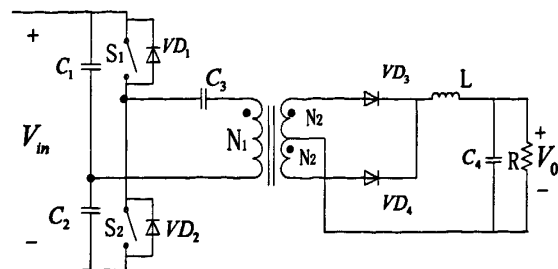 +
C1
S1
VD1
C3
VD3
L
Vin
N1
N2
N2
C4
R
+
V0
-
C2
S2
VD2
VD4
-